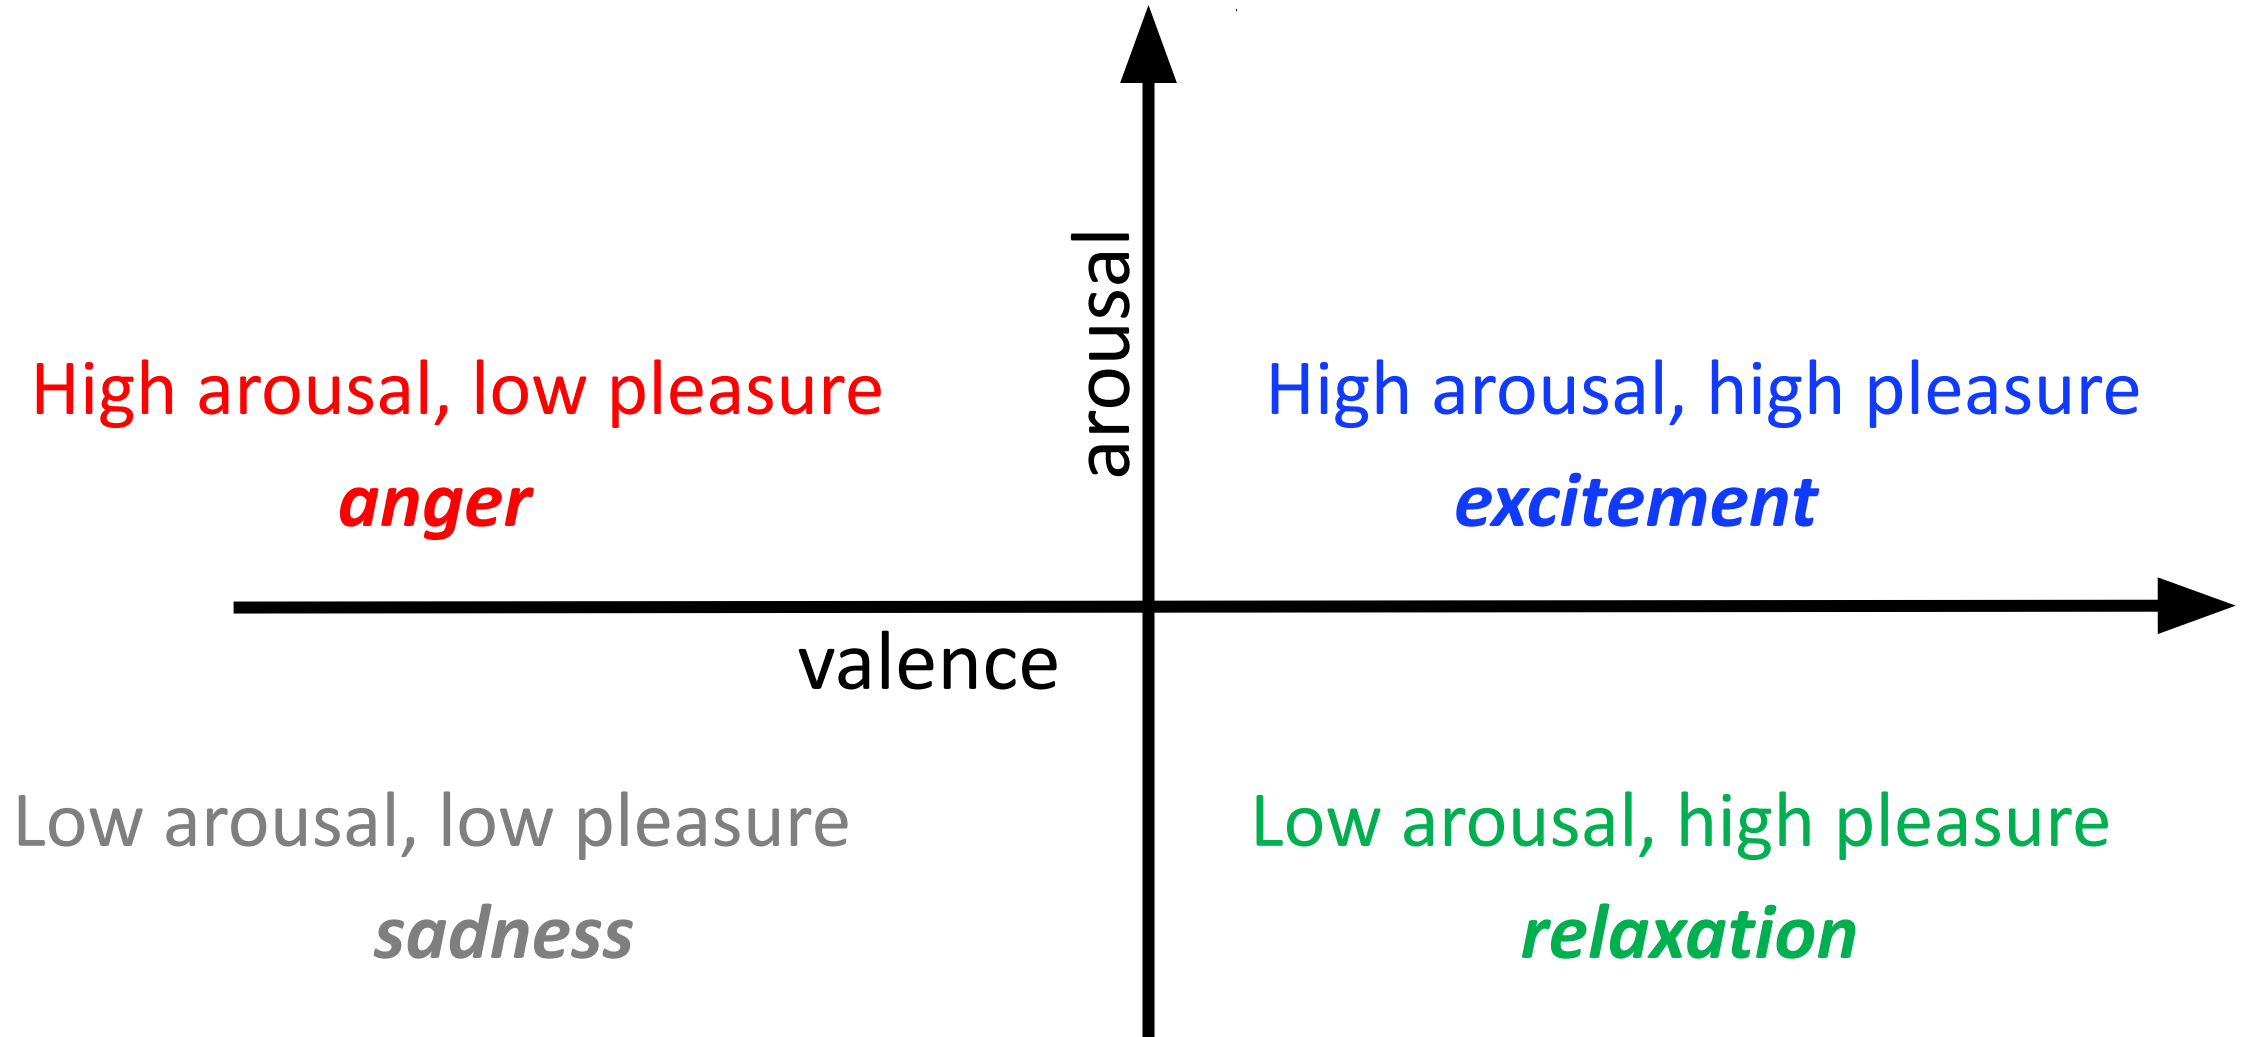 arousal
High arousal, low pleasure
anger
High arousal, high pleasure
excitement
valence
Low arousal, low pleasure
sadness
Low arousal, high pleasure
relaxation